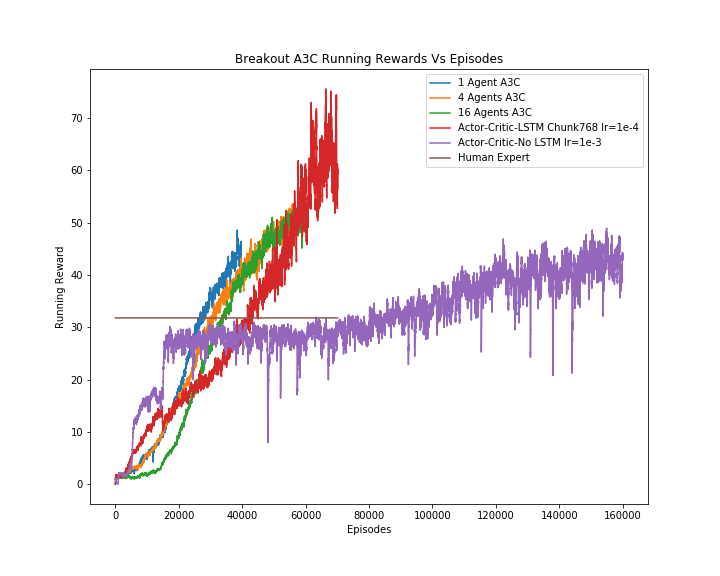 Breakout A3C Running Rewards Vs Episodes
1 Agent A3C
4 Agents A3C
16 Agents A3C
Actor-Critic-LSTM Chunk768 lr=1e-4
Actor-Critic-No LSTM lr=1e-3
Human Expert
Running Reward
70
60
50
40
30
20
10
0
0 20000 40000 60000 80000 100000 120000 140000 160000
Episodes